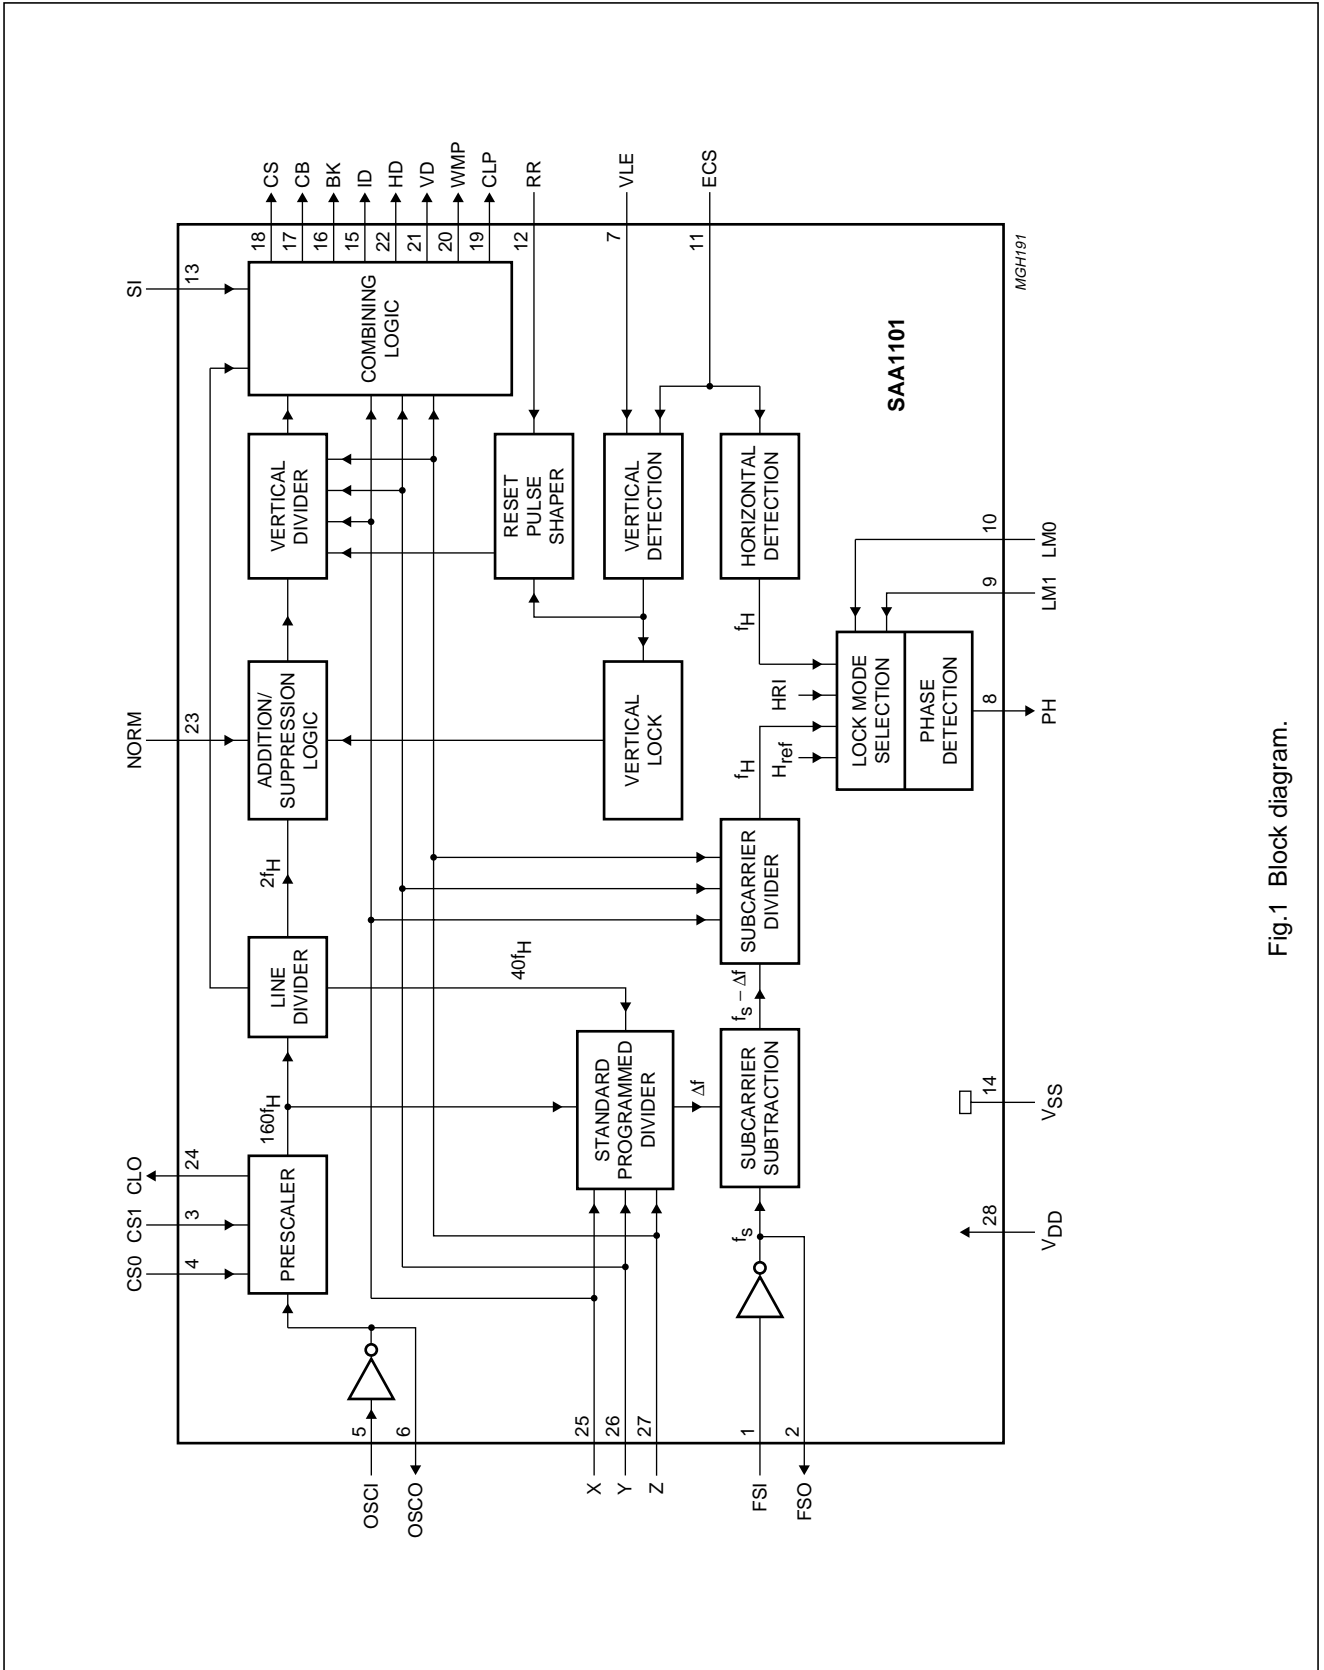 SI
13
CS
18
CB
17
BK
16
ID
15
HD
22
VD
21
WMP
20
CLP
19
RR
12
VLE
7
ECS
11
COMBINING
LOGIC
NORM
23
VERTICAL
DIVIDER
RESET
PULSE
SHAPER
VERTICAL
DETECTION
HORIZONTAL
DETECTION
SAA1101
MGH191
ADDITION/
SUPPRESSION
LOGIC
VERTICAL
LOCK
fH
HRI
fH
Href
LOCK MODE
SELECTION
PHASE
DETECTION
10
LM0
9
LM1
8
PH
2fH
LINE
DIVIDER
40fH
SUBCARRIER
DIVIDER
fs – Δf
160fH
CLO
24
CS1
3
CS0
4
PRESCALER
STANDARD
PROGRAMMED
DIVIDER
Δf
SUBCARRIER
SUBTRACTION
fs
14
VSS
28
VDD
5
OSCI
6
OSCO
25
X
26
Y
27
Z
1
FSI
2
FSO
Fig.1 Block diagram.